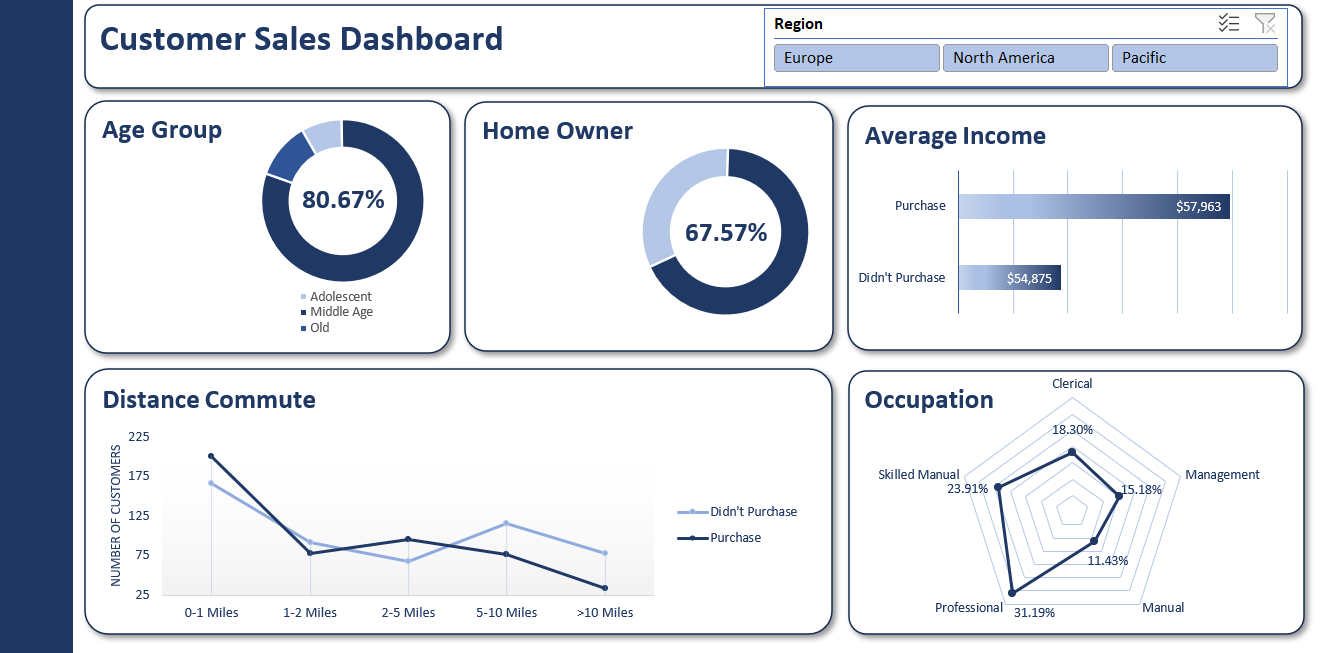 Customer Sales Dashboard
Region
Europe
North America
Pacific
Age Group
80.67%
Adolescent
Middle Age
Old
Home Owner
67.57%
Average Income
Purchase
$57,963
Didn't Purchase
$54,875
Distance Commute
NUMBER OF CUSTOMERS
225
175
125
75
25
0-1 Miles
1-2 Miles
2-5 Miles
5-10 Miles
>10 Miles
Didn't Purchase
Purchase
Occupation
Clerical
18.30%
Management
15.18%
Manual
11.43%
Professional
31.19%
Skilled Manual
23.91%